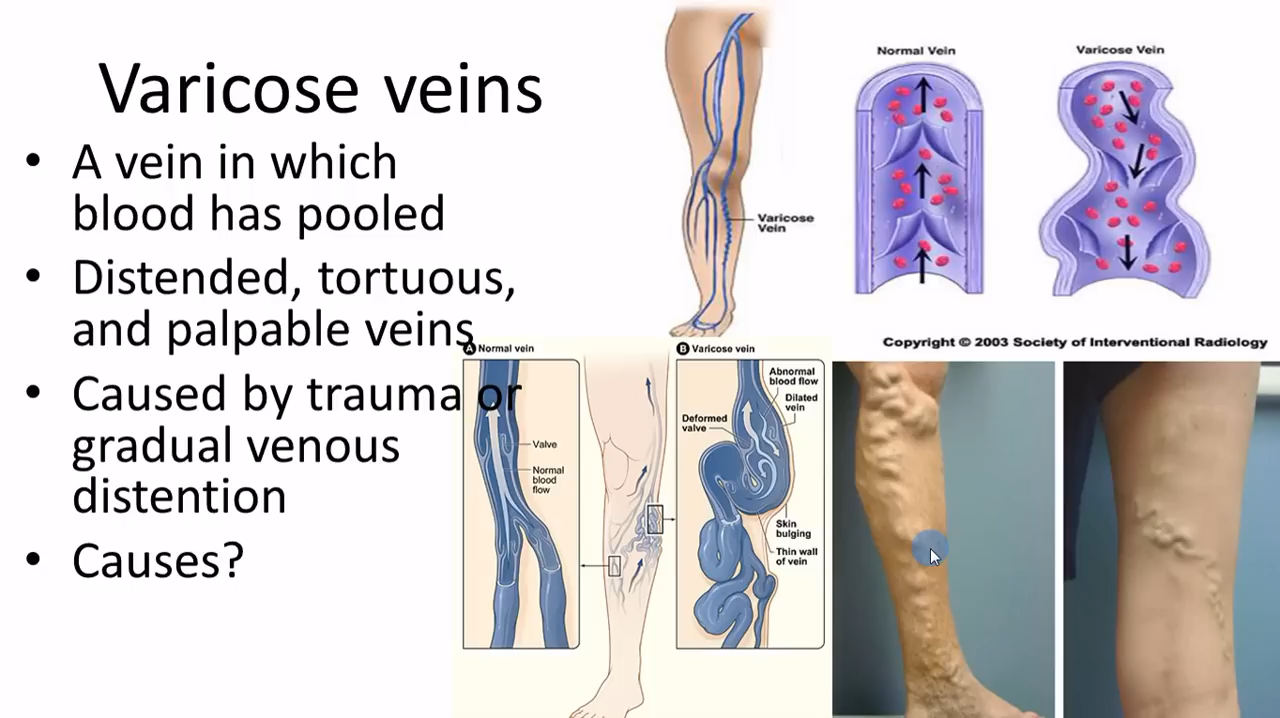 Varicose veins
• A vein in which
blood has pooled
• Distended, tortuous,
and palpable veins
• Caused by trauma or
gradual venous
distention
• Causes?
Varicose
Vein
Normal Vein
Varicose Vein
Copyright © 2003 Society of Interventional Radiology
A Normal vein
Valve
Normal
blood
flow
B Varicose vein
Abnormal
blood flow
Dilated
vein
Deformed
valve
Skin
bulging
Thin wall
of vein